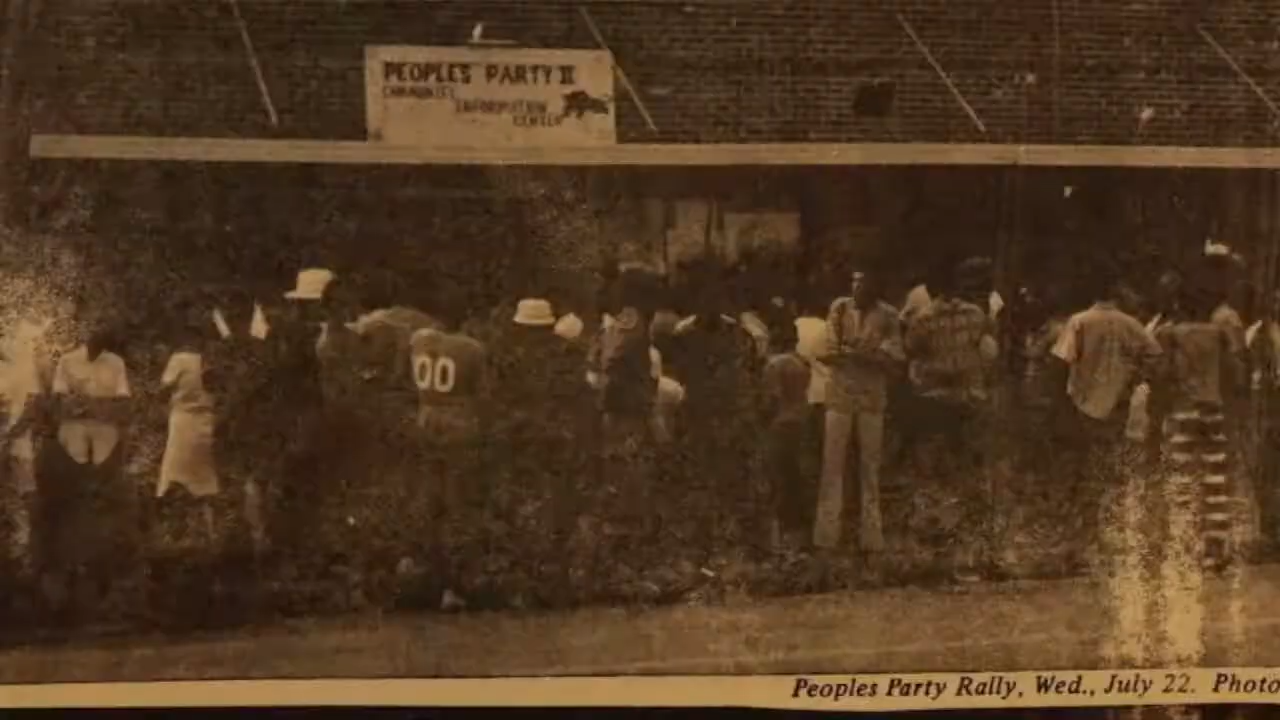 PEOPLES PARTY II
COMMUNITY
INFORMATION
CENTER
00
Peoples Party Rally, Wed., July 22. Photo